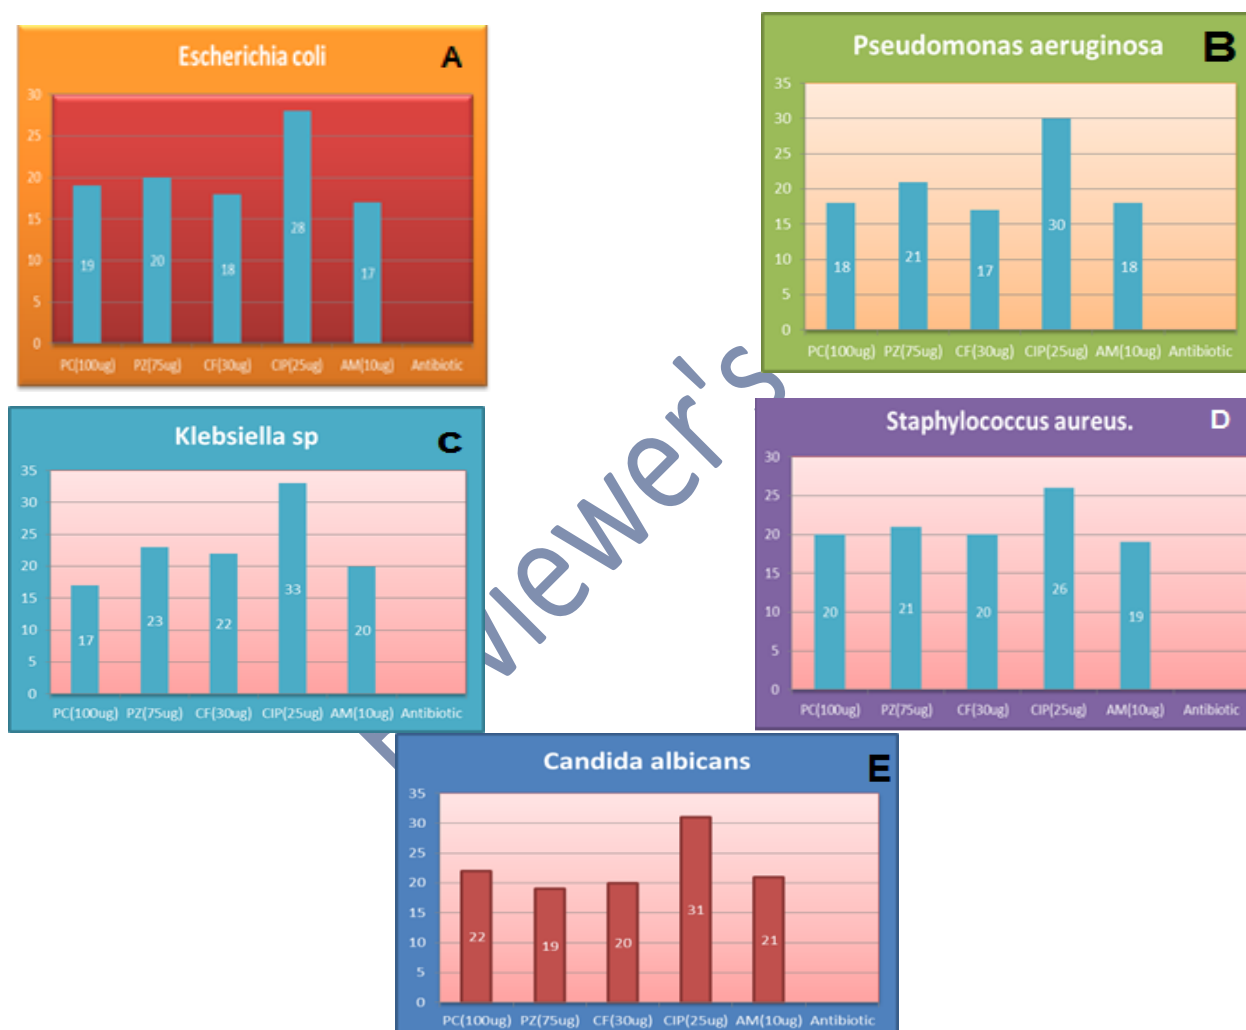 Escherichia coli A
30
25
20
15
10
5
0
19 20 18 28 17
PC(100ug) PZ(75ug) CF(30ug) CIP(25ug) AM(10ug) Antibiotic
Pseudomonas aeruginosa B
35
30
25
20
15
10
5
0
18 21 17 30 18
PC(100ug) PZ(75ug) CF(30ug) CIP(25ug) AM(10ug) Antibiotic
Klebsiella sp C
35
30
25
20
15
10
5
0
17 23 22 33 20
PC(100ug) PZ(75ug) CF(30ug) CIP(25ug) AM(10ug) Antibiotic
Staphylococcus aureus. D
30
25
20
15
10
5
0
20 21 20 26 19
PC(100ug) PZ(75ug) CF(30ug) CIP(25ug) AM(10ug) Antibiotic
Candida albicans E
35
30
25
20
15
10
5
0
22 19 20 31 21
PC(100ug) PZ(75ug) CF(30ug) CIP(25ug) AM(10ug) Antibiotic